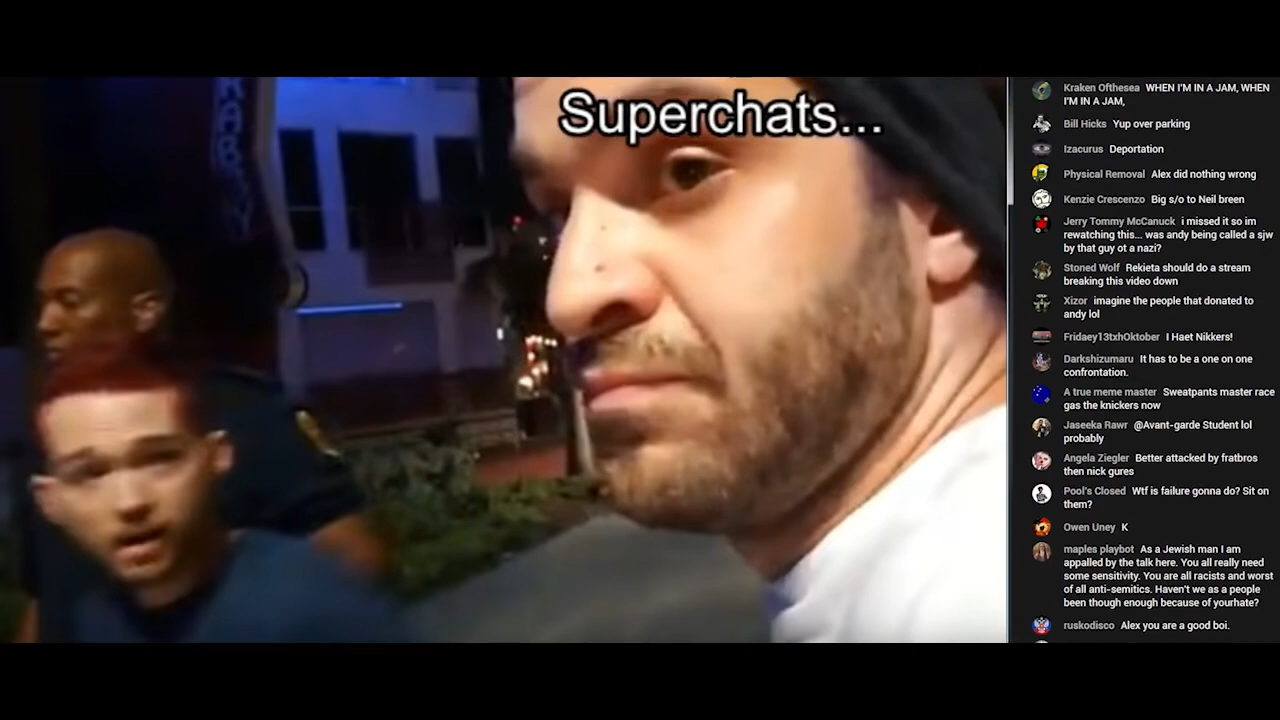 Superchats...
Kraken Ofthesea WHEN I'M IN A JAM, WHEN
I'M IN A JAM,
Bill Hicks Yup over parking
Izacurus Deportation
Physical Removal Alex did nothing wrong
Kenzie Crescenzo Big s/o to Neil breen
Jerry Tommy McCanuck i missed it so im
rewatching this... was andy being called a sjw
by that guy ot a nazi?
Stoned Wolf Rekieta should do a stream
breaking this video down
Xizor imagine the people that donated to
andy lol
Fridaey13txhOktober I Haet Nikkers!
Darkshizumaru It has to be a one on one
confrontation.
A true meme master Sweatpants master race
gas the knickers now
Jaseeka Rawr @Avant-garde Student lol
probably
Angela Ziegler Better attacked by fratbros
then nick gures
Pool's Closed Wtf is failure gonna do? Sit on
them?
Owen Uney K
maples playbot As a Jewish man I am
appalled by the talk here. You all really need
some sensitivity. You are all racists and worst
of all anti-semitics. Haven't we as a people
been though enough because of yourhate?
ruskodisco Alex you are a good boi.